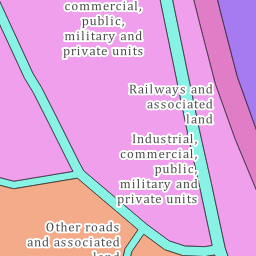 commercial,
public,
military and
private units
Railways and
associated
land
Industrial,
commercial,
public,
military and
private units
Other roads
and associated
land